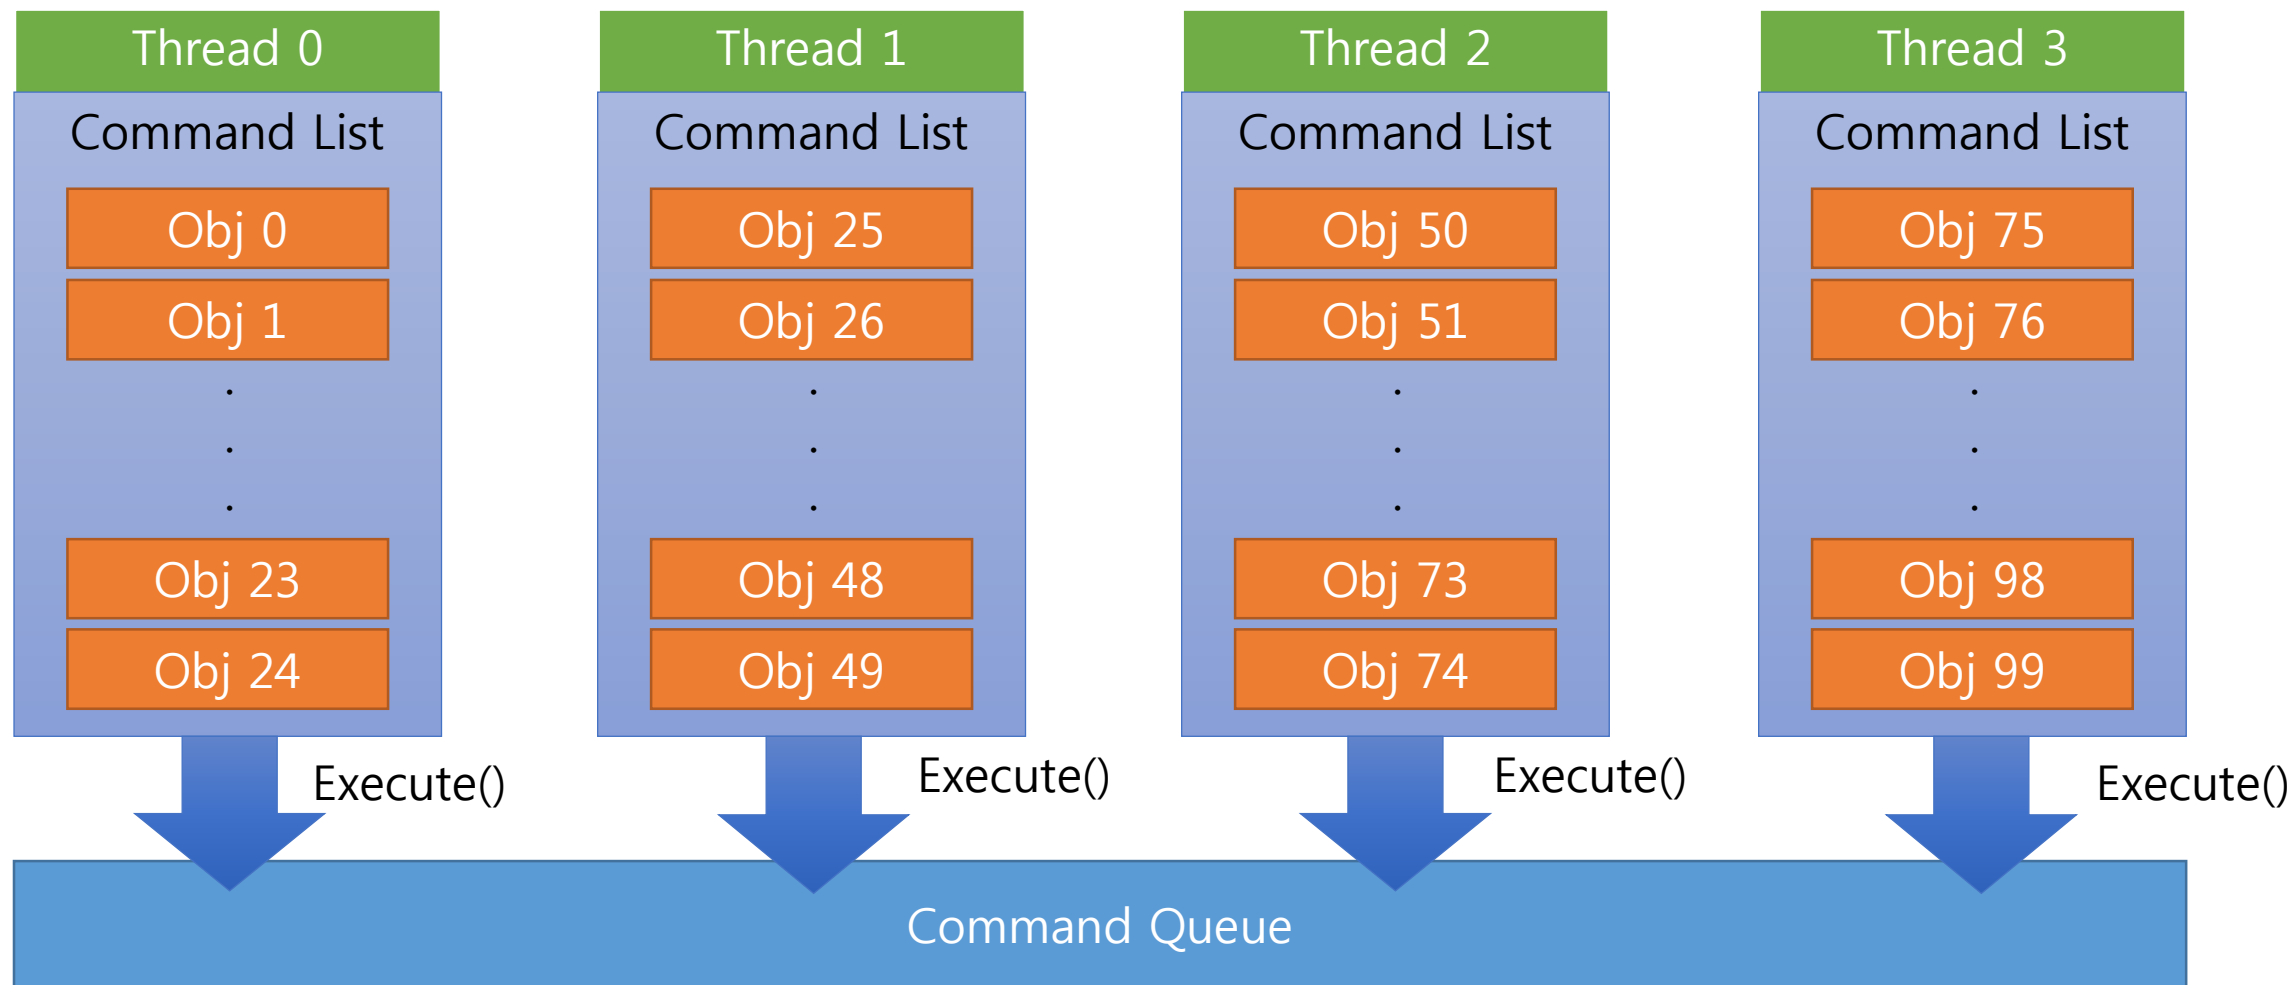 Thread 0
Command List
Obj 0
Obj 1
.
.
.
Obj 23
Obj 24
Execute()
Thread 1
Command List
Obj 25
Obj 26
.
.
.
Obj 48
Obj 49
Execute()
Thread 2
Command List
Obj 50
Obj 51
.
.
.
Obj 73
Obj 74
Execute()
Thread 3
Command List
Obj 75
Obj 76
.
.
.
Obj 98
Obj 99
Execute()
Command Queue